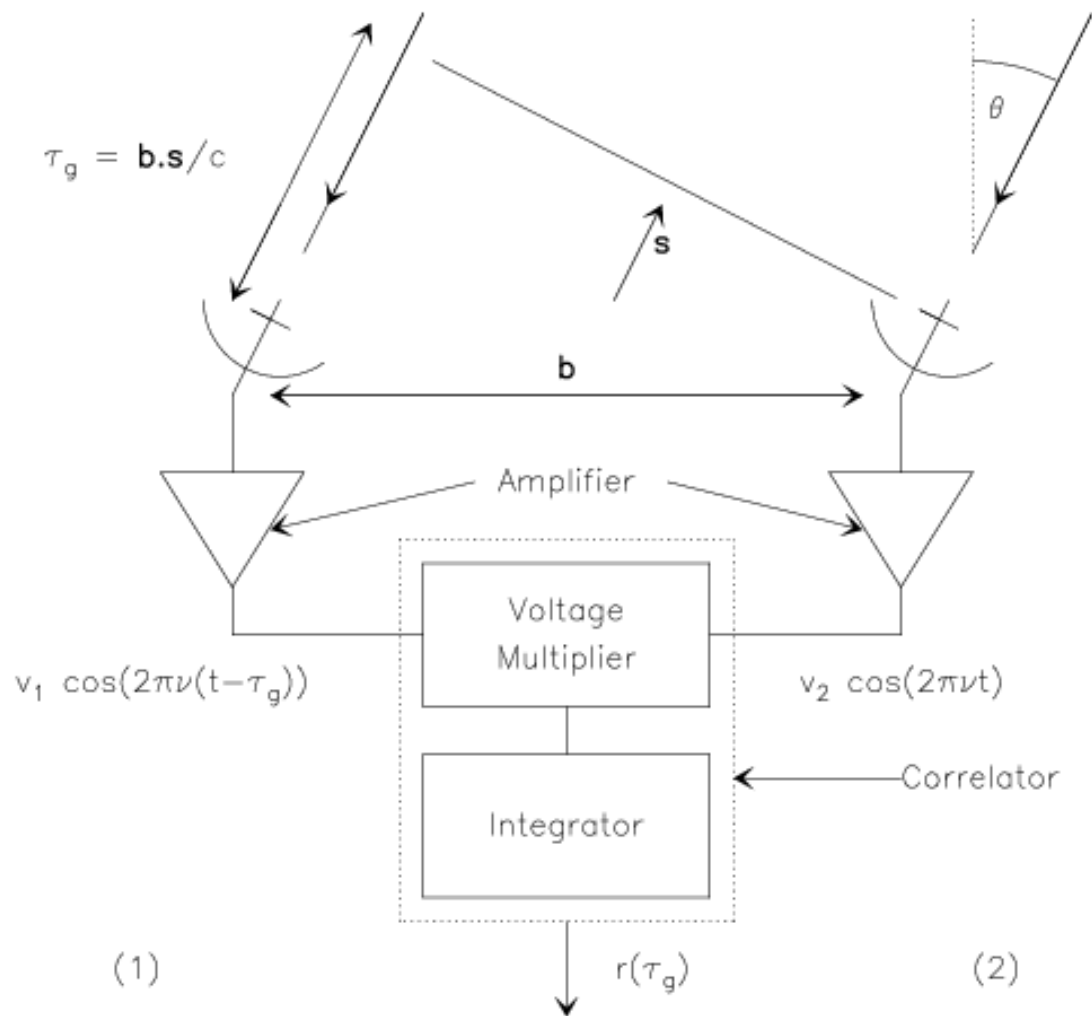 θ
τg = b.s/c
s
b
Amplifier
Voltage
Multiplier
v1 cos(2πν(t−τg))
v2 cos(2πνt)
Correlator
Integrator
(1)
r(τg)
(2)